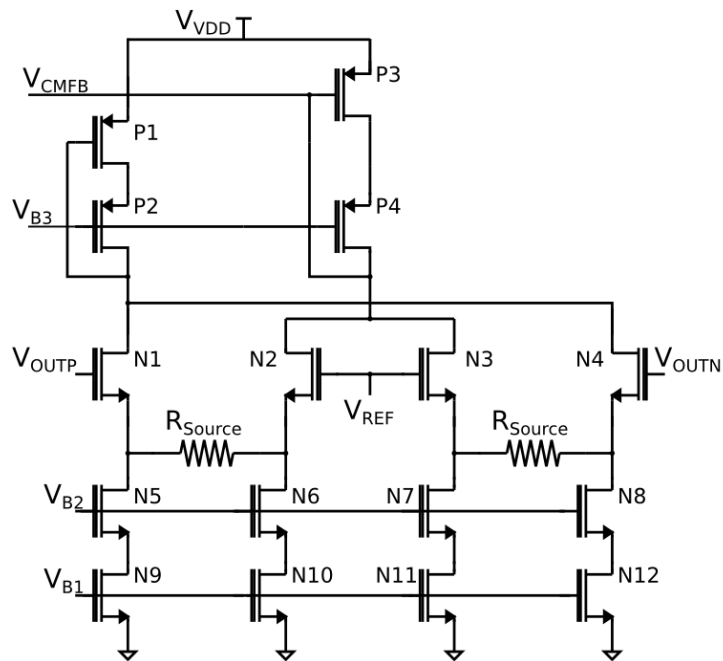 VVDD
VCMFB
P3
P1
VB3
P2
P4
VOUTP
N1
N2
N3
N4
VOUTN
VREF
RSource
RSource
VB2
N5
N6
N7
N8
VB1
N9
N10
N11
N12